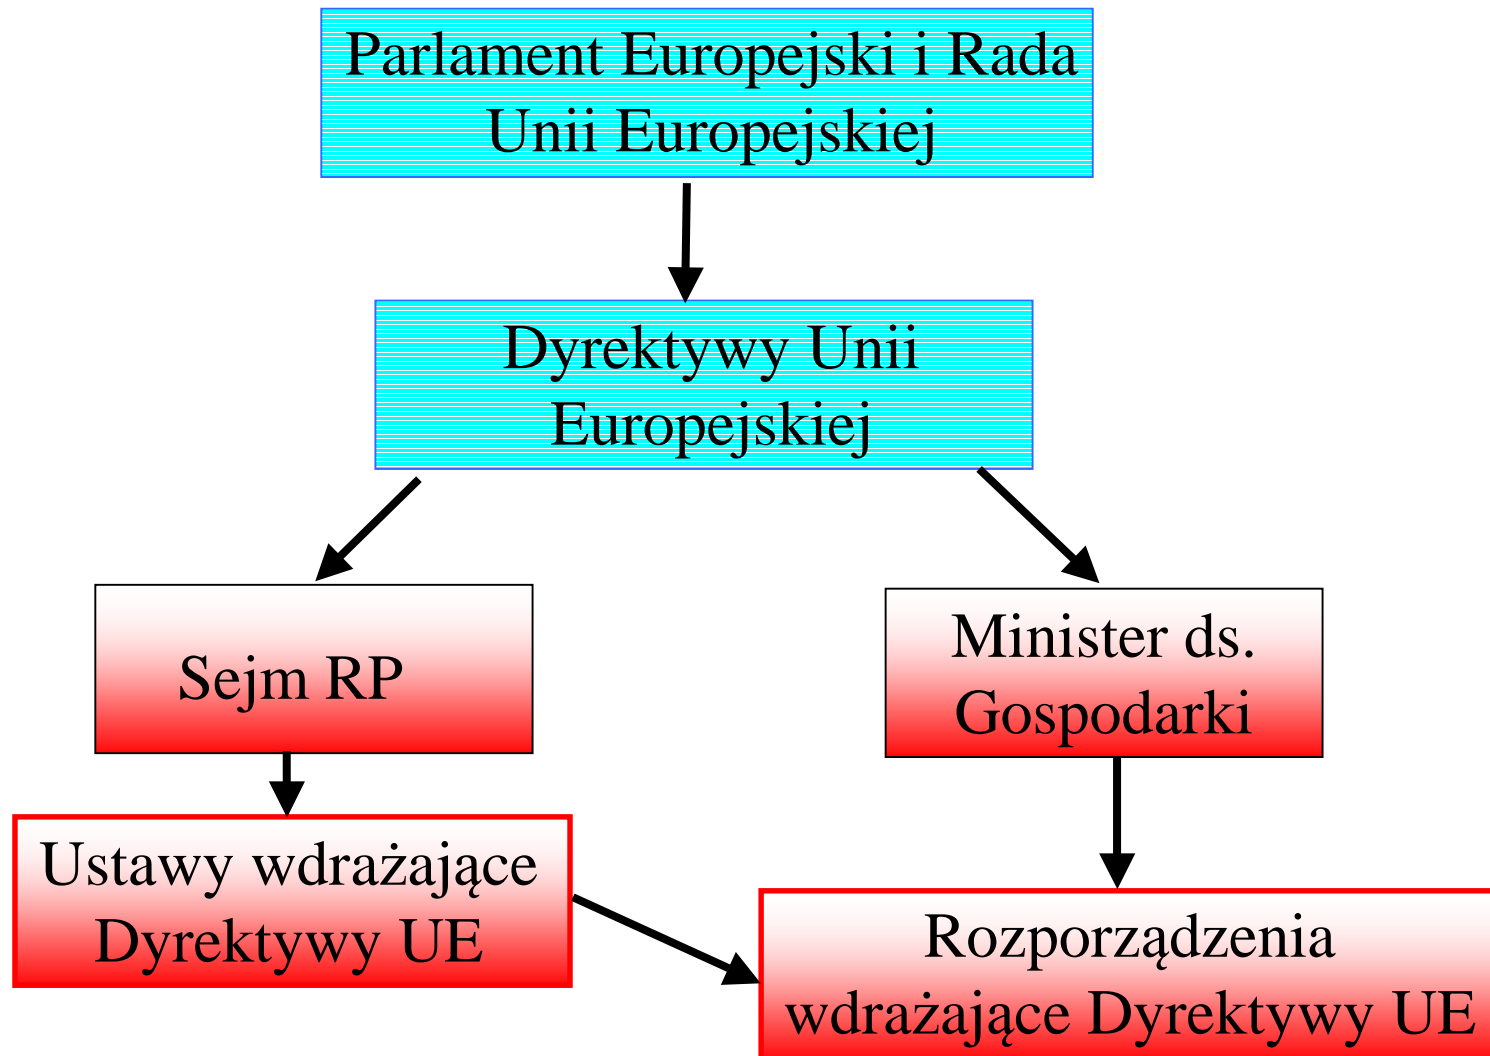 Parlament Europejski i Rada
Unii Europejskiej
Dyrektywy Unii
Europejskiej
Sejm RP
Minister ds.
Gospodarki
Ustawy wdrażające
Dyrektywy UE
Rozporządzenia
wdrażające Dyrektywy UE